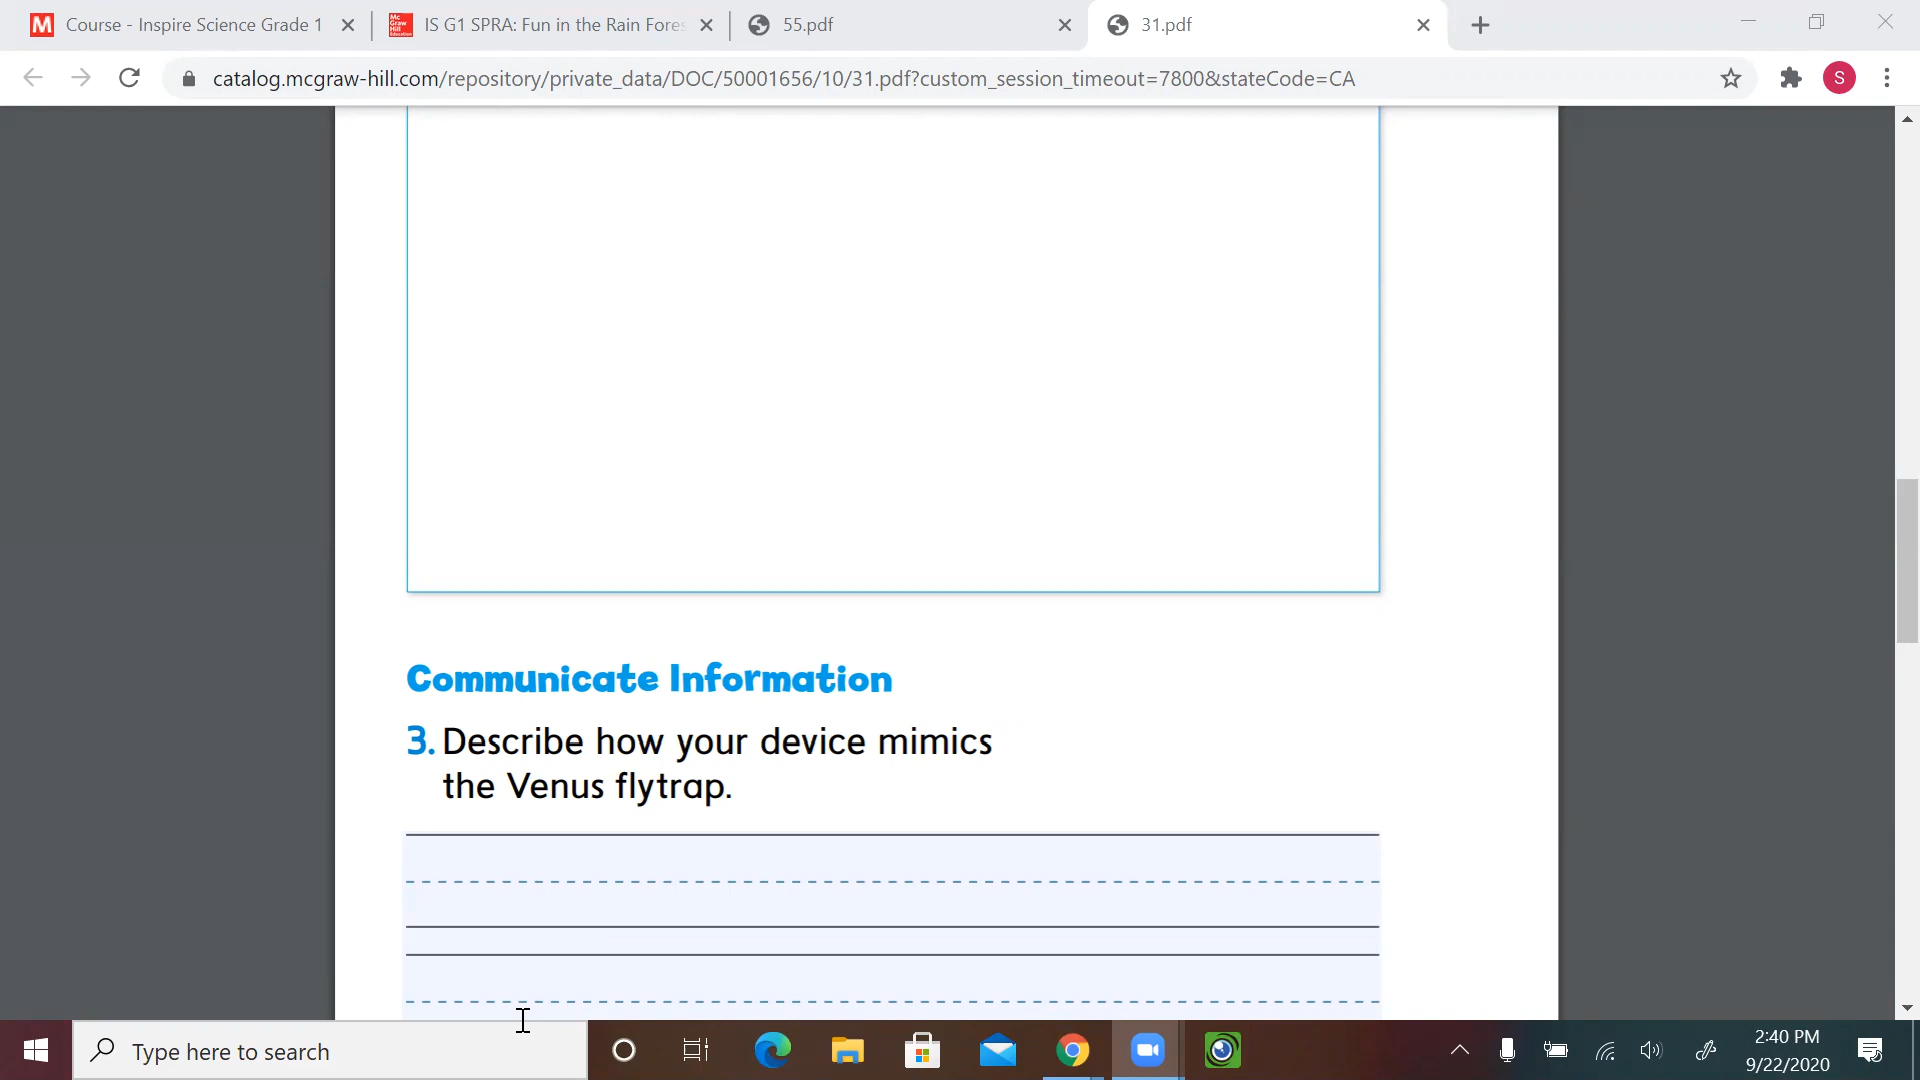 Course - Inspire Science Grade 1
IS G1 SPRA: Fun in the Rain Fores
55.pdf
31.pdf
catalog.mcgraw-hill.com/repository/private_data/DOC/50001656/10/31.pdf?custom_session_timeout=7800&stateCode=CA
S
Communicate Information
3. Describe how your device mimics
the Venus flytrap.
Type here to search
2:40 PM
9/22/2020